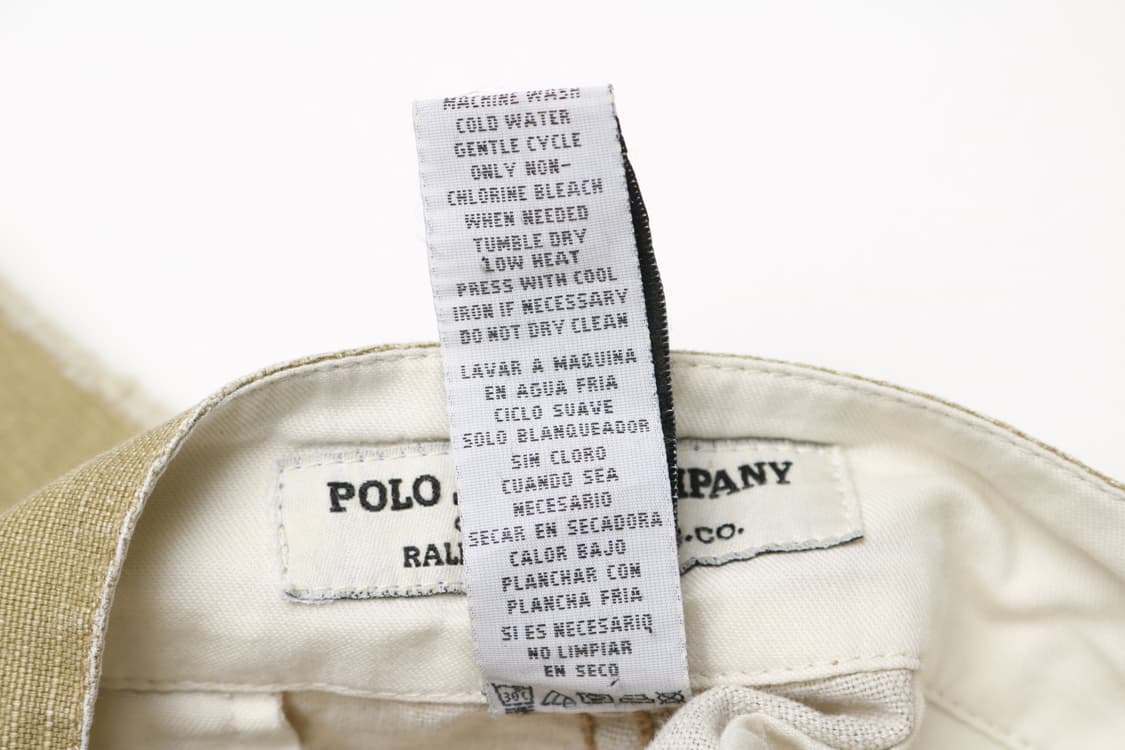 MACHINE WASH
COLD WATER
GENTLE CYCLE
ONLY NON-
CHLORINE BLEACH
WHEN NEEDED
TUMBLE DRY
LOW HEAT
PRESS WITH COOL
IRON IF NECESSARY
DO NOT DRY CLEAN
LAVAR A MAQUINA
EN AGUA FRIA
CICLO SUAVE
SOLO BLANQUEADOR
SIN CLORO
CUANDO SEA
NECESARIO
SECAR EN SECADORA
CALOR BAJO
PLANCHAR CON
PLANCHA FRIA
SI ES NECESARIO
NO LIMPIAR
EN SECO
30C
POLO MPANY
RAL .CO.